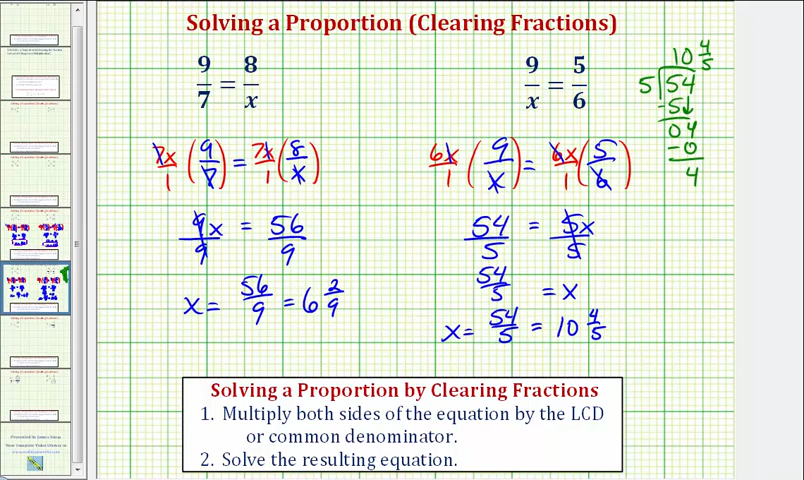 Solving a Proportion (Clearing Fractions)
9/7 = 8/x
7x/1 (9/7) = 7x/1 (8/x)
9x/9 = 56/9
x = 56/9 = 6 2/9
9/x = 5/6
6x/1 (9/x) = 6x/1 (5/6)
54/5 = 5x/5
54/5 = x
x = 54/5 = 10 4/5
10 4/5
5 54
-5↓
04
-0
4
Solving a Proportion by Clearing Fractions
1. Multiply both sides of the equation by the LCD
or common denominator.
2. Solve the resulting equation.